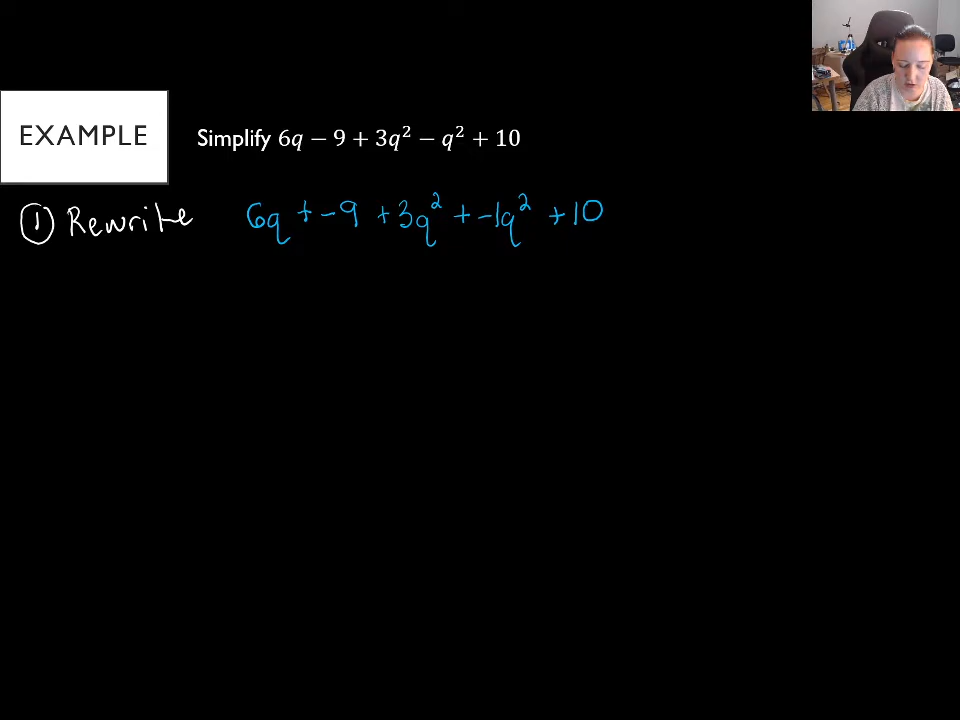 EXAMPLE
Simplify 6q − 9 + 3q² − q² + 10
① Rewrite 6q + -9 + 3q² + -1q² + 10